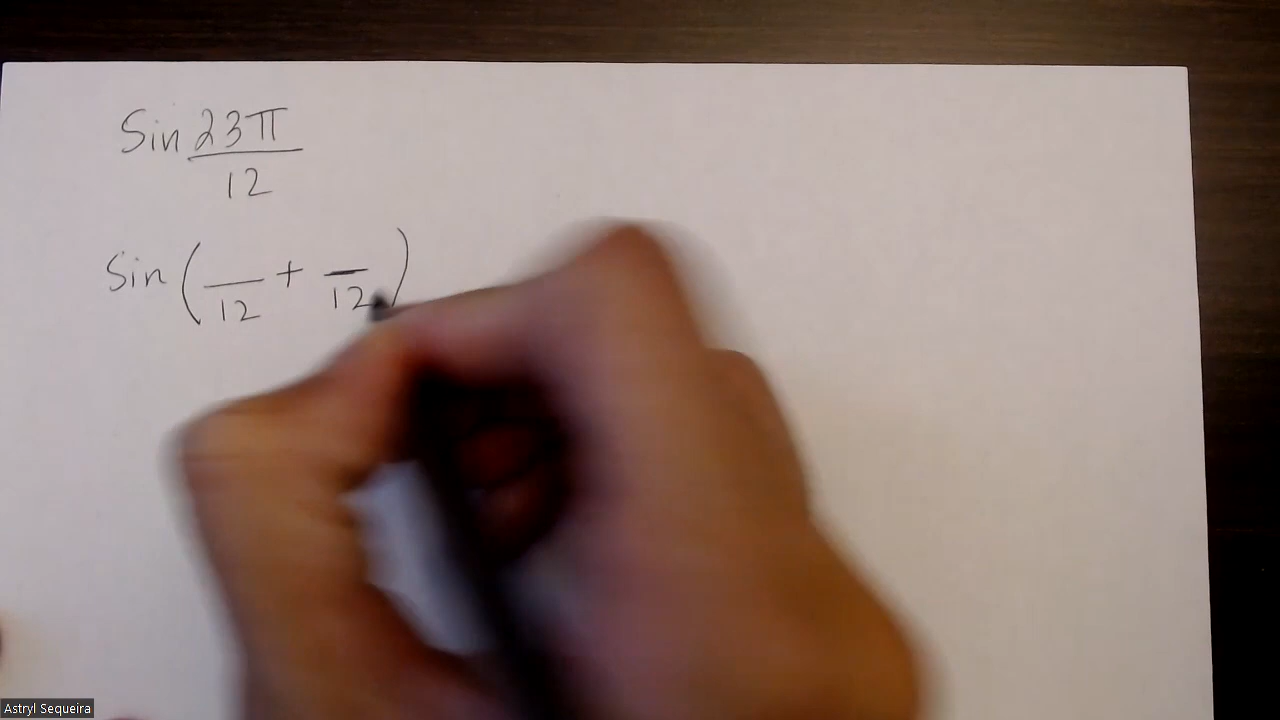 Sin 23π/12
Sin ( /12 + /12 )
Astryl Sequeira